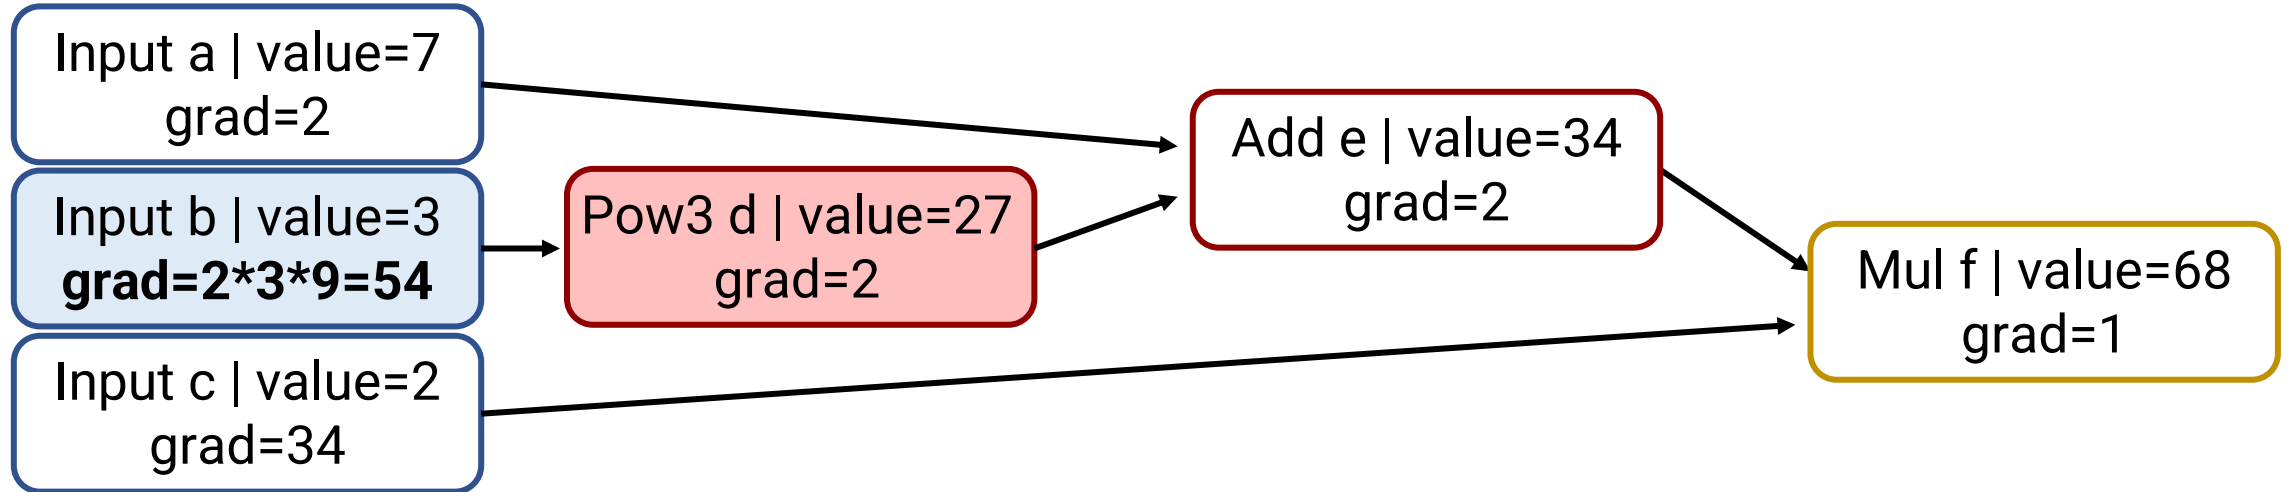 Input a | value=7
grad=2
Input b | value=3
grad=2*3*9=54
Input c | value=2
grad=34
Pow3 d | value=27
grad=2
Add e | value=34
grad=2
Mul f | value=68
grad=1